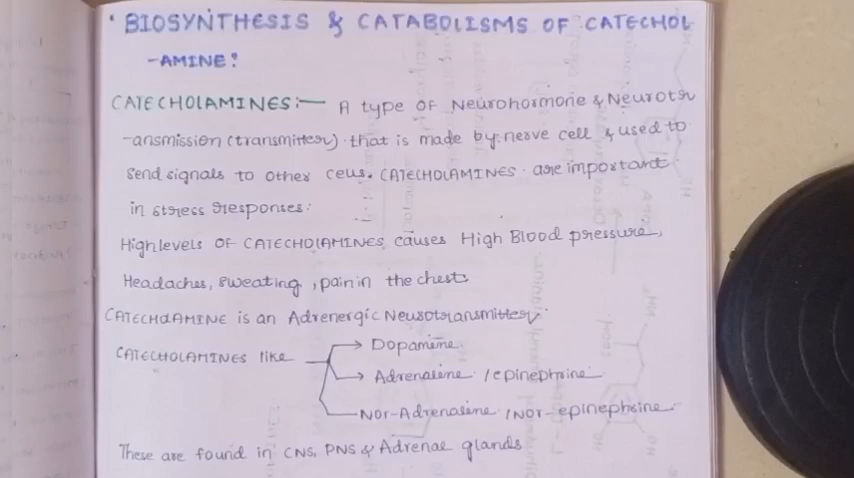 BIOSYNTHESIS & CATABOLISMS OF CATECHOL
-AMINE:
CATECHOLAMINES:— A type OF Neurohormone & Neurotr
-ansmission (transmitter) that is made by nerve cell & used to
send signals to other cells. CATECHOLAMINES are important
in stress responses.
High levels OF CATECHOLAMINES causes High Blood pressure,
Headaches, sweating, pain in the chest
CATECHOLAMINE is an Adrenergic Neurotransmitter.
CATECHOLAMINES like
→ Dopamine
→ Adrenaline / epinephrine
Nor-Adrenaline / Nor-epinephrine
These are found in CNS, PNS & Adrenal glands